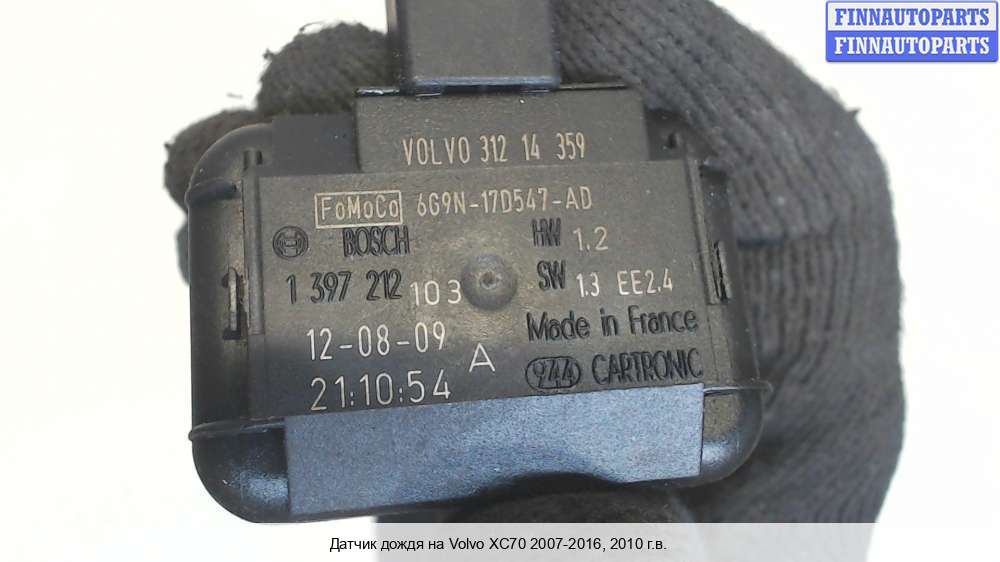 FINNAUTOPARTS
FINNAUTOPARTS
VOLVO 312 14 359
FoMoCo 6G9N-17D547-AD
BOSCH HW 1.2
1 397 212 103 SW 1.3 EE2.4
12-08-09 A Made in France
21:10:54 944 CARTRONIC
Датчик дождя на Volvo XC70 2007-2016, 2010 г.в.